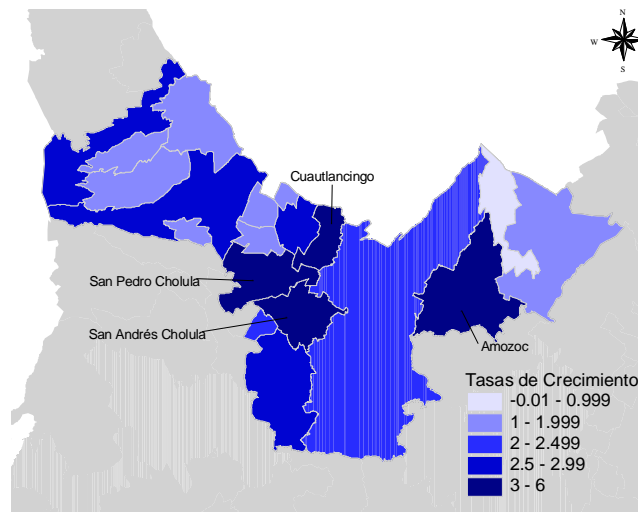 N
W
E
S
Cuautlancingo
San Pedro Cholula
San Andrés Cholula
Amozoc
Tasas de Crecimiento
-0.01 - 0.999
1 - 1.999
2 - 2.499
2.5 - 2.99
3 - 6